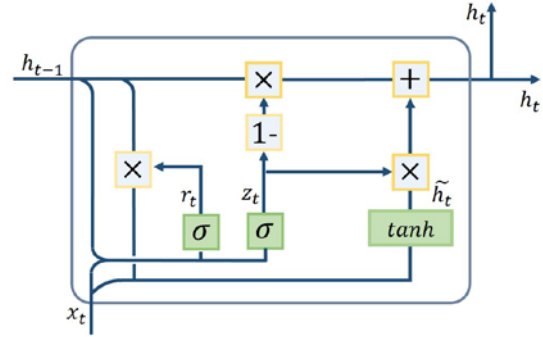 h_t
h_{t-1}
×
+
h_t
1-
×
r_t
z_t
×
h̃_t
σ
σ
tanh
x_t